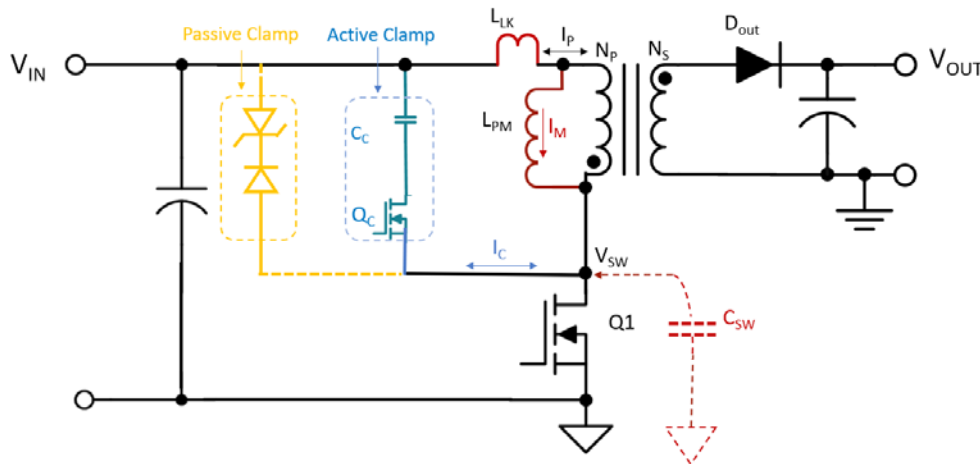 Passive Clamp
Active Clamp
L_LK
I_P
N_P
N_S
D_out
V_IN
V_OUT
C_C
L_PM
I_M
Q_C
I_C
V_SW
Q1
C_SW